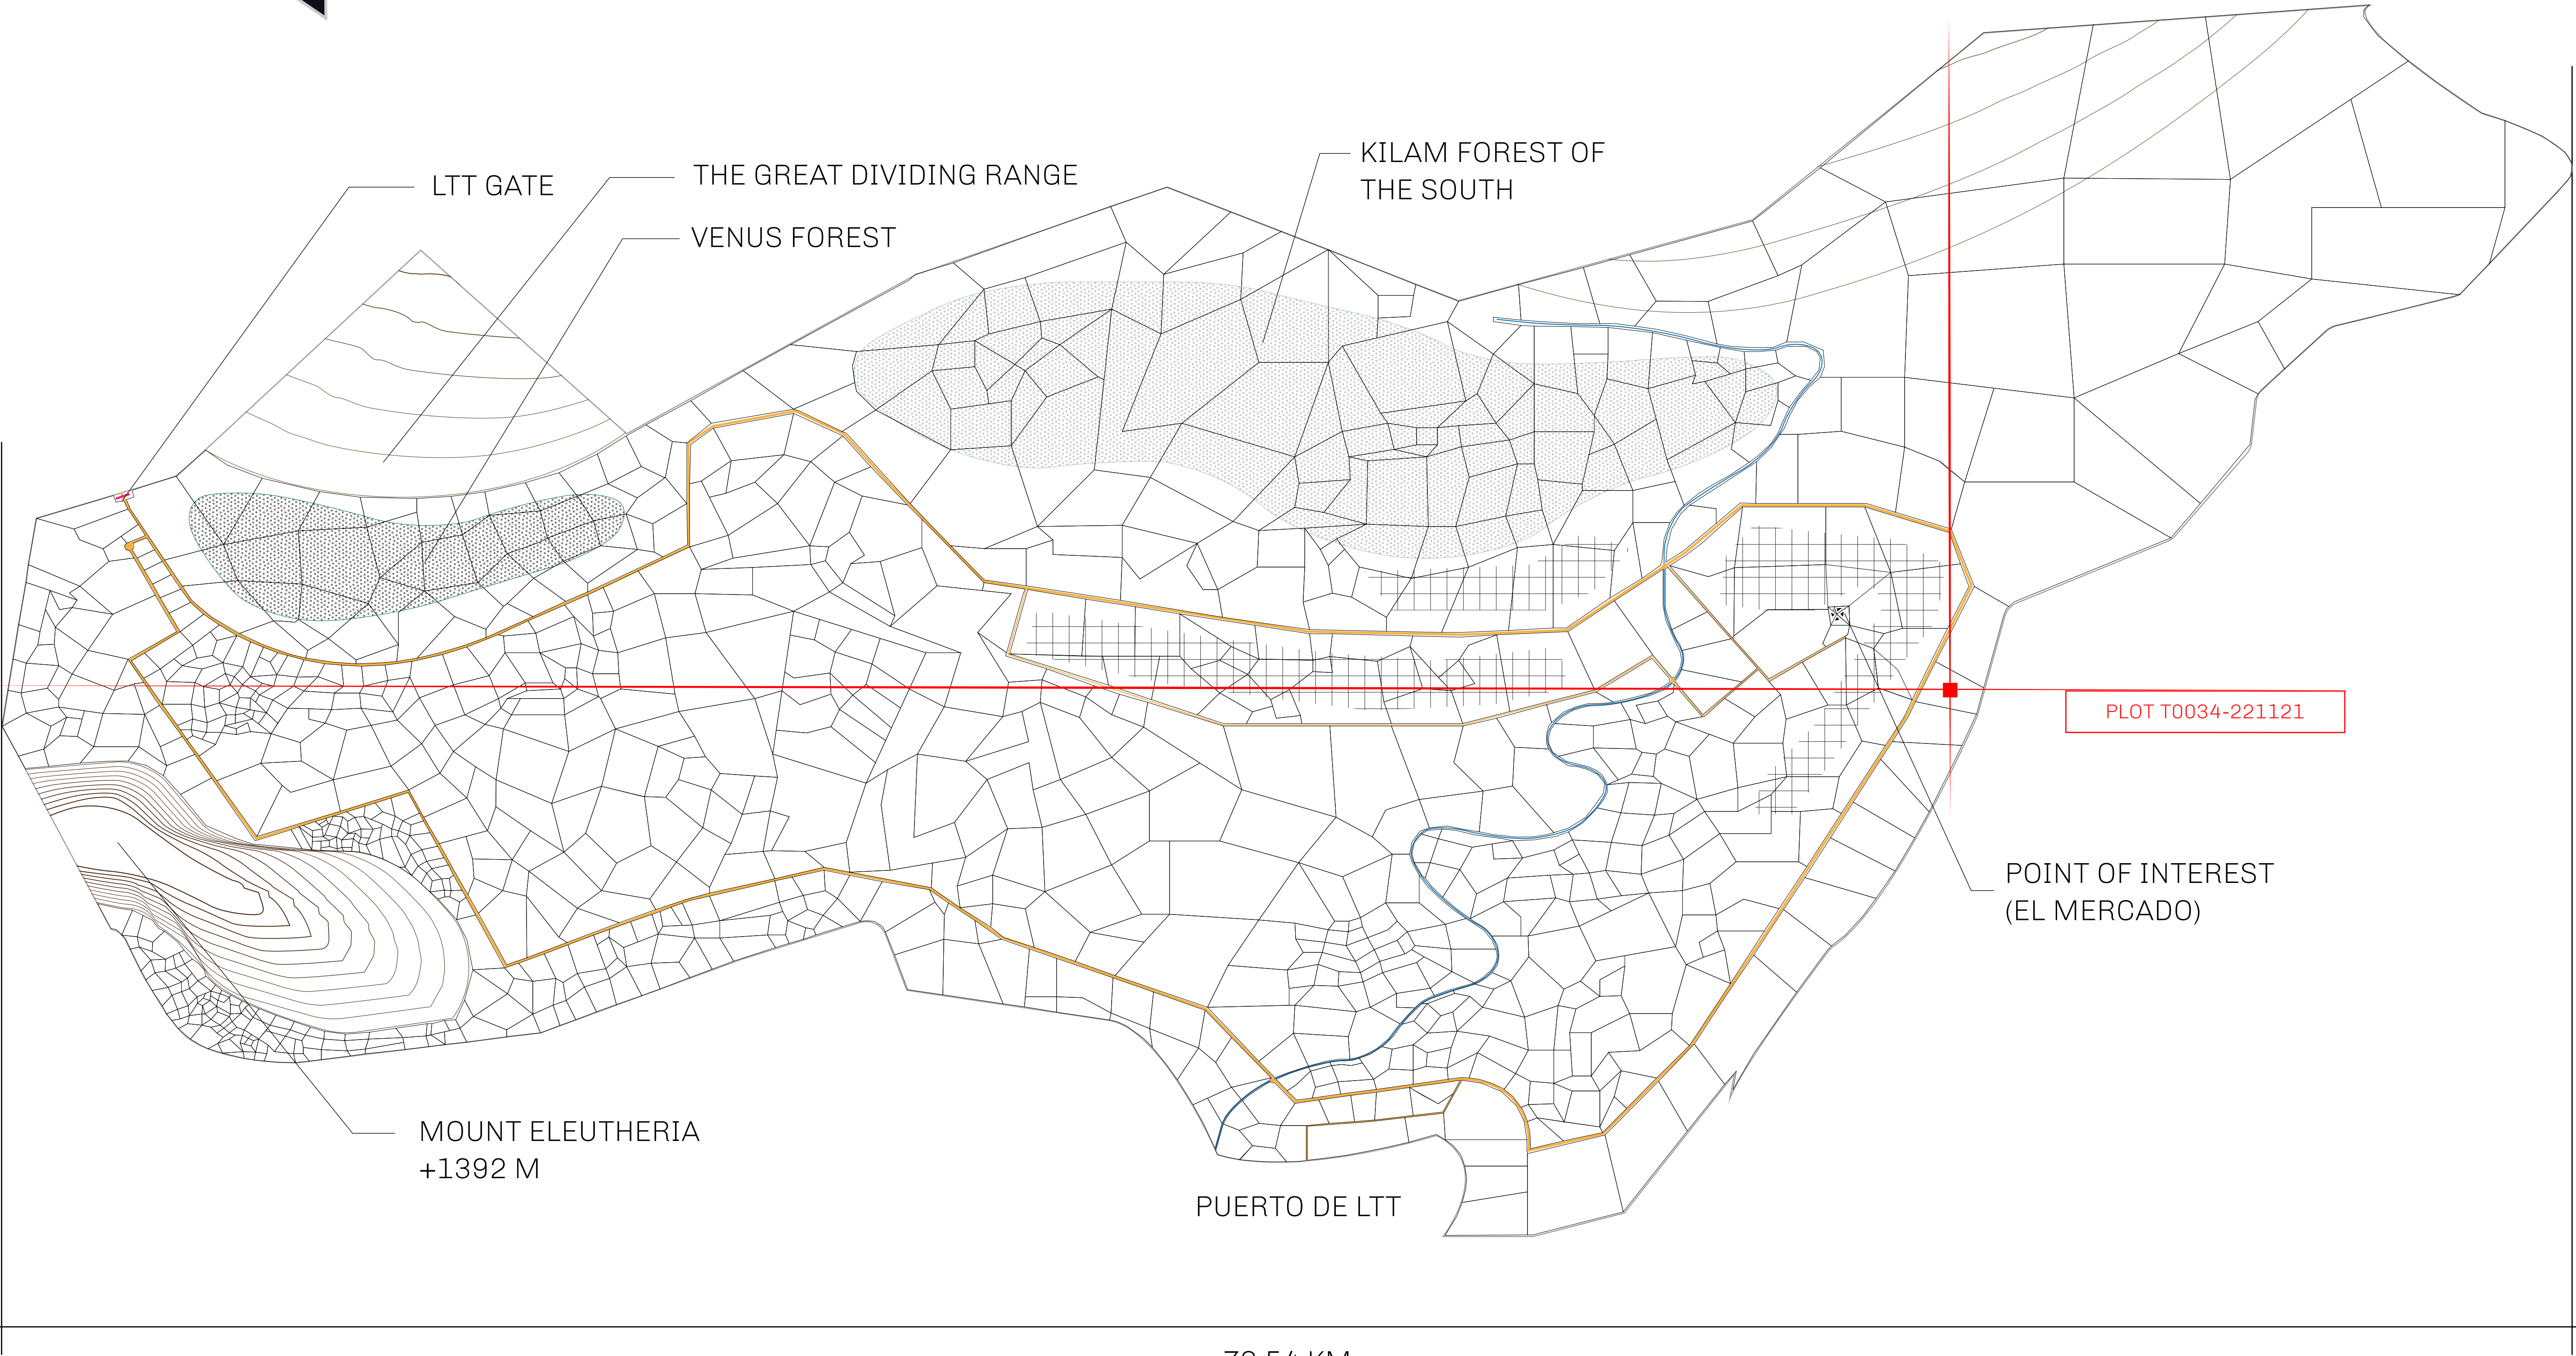 KILAM FOREST OF
THE SOUTH
LTT GATE
THE GREAT DIVIDING RANGE
VENUS FOREST
PLOT T0034-221121
POINT OF INTEREST
(EL MERCADO)
MOUNT ELEUTHERIA
+1392 M
PUERTO DE LTT